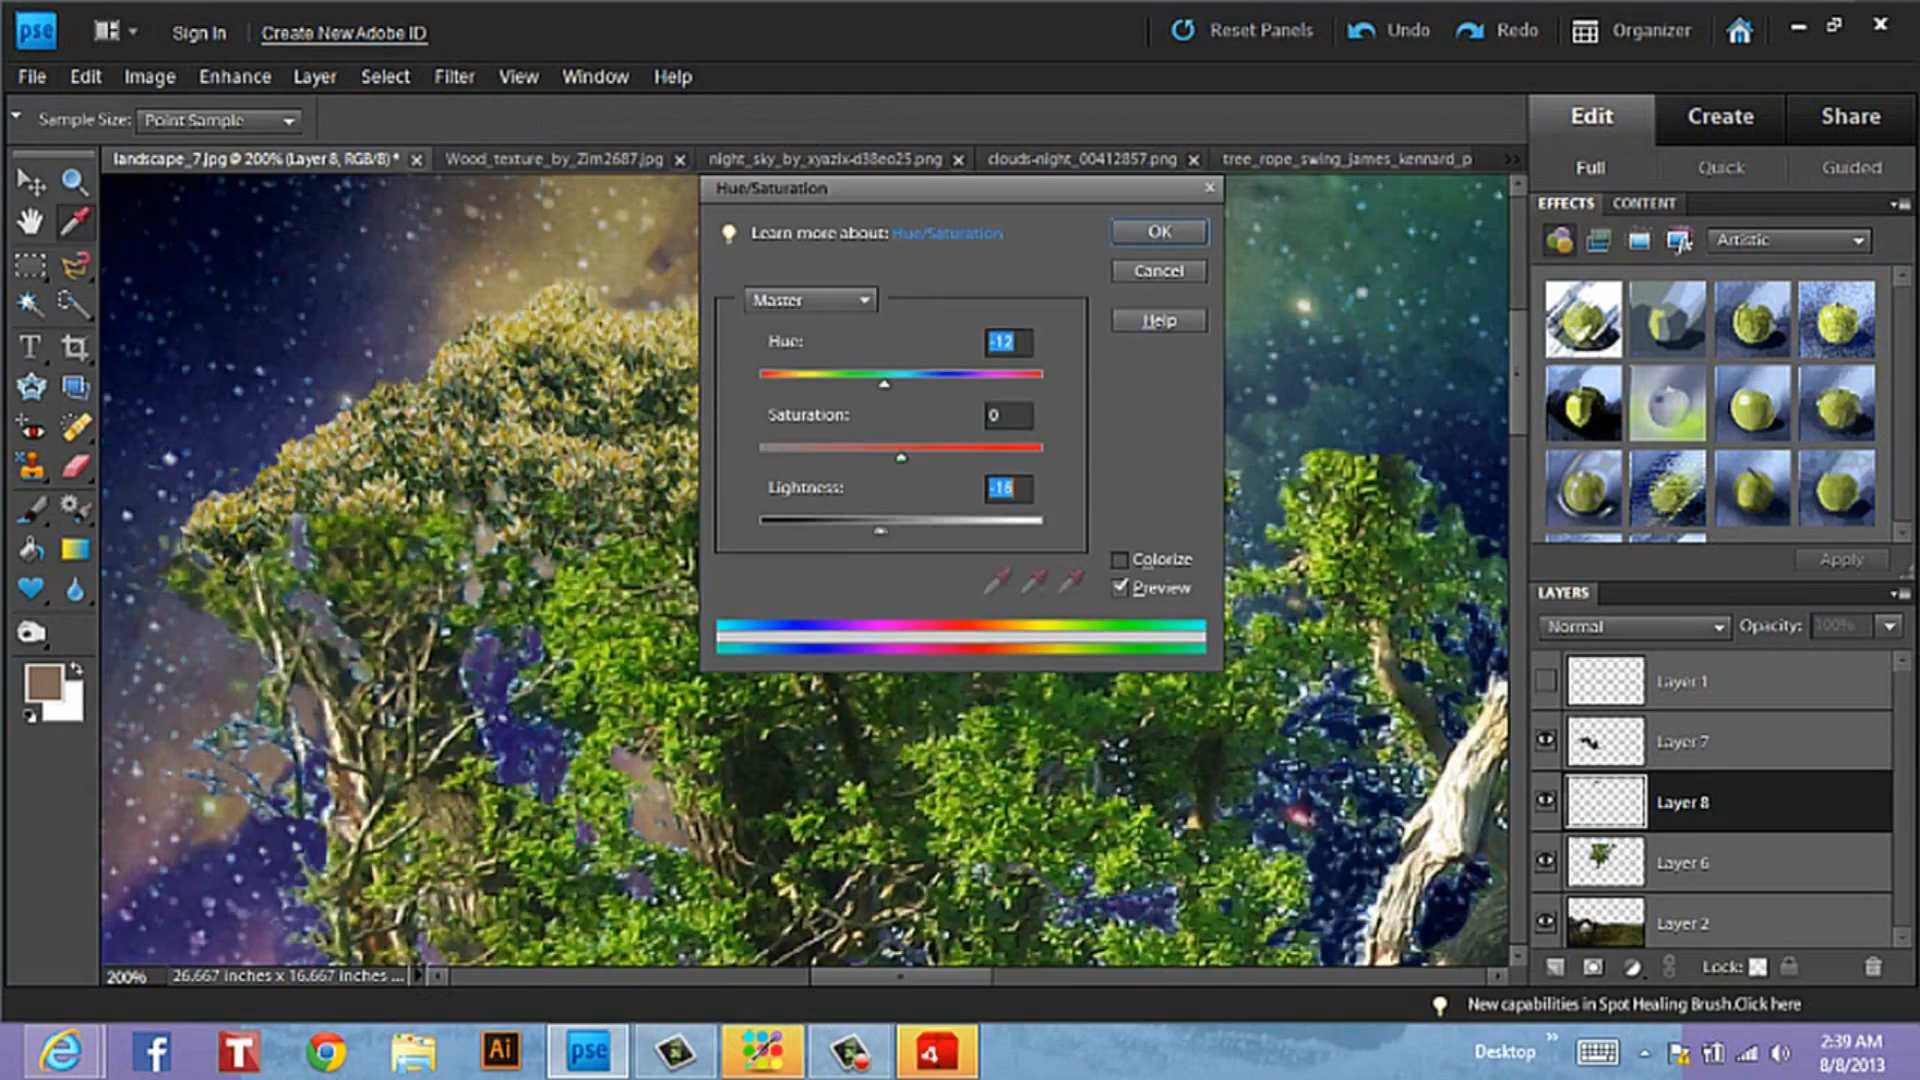 pse
Sign In
Create New Adobe ID
Reset Panels
Undo
Redo
Organizer
File Edit Image Enhance Layer Select Filter View Window Help
Sample Size: Point Sample
Edit Create Share
landscape_7.jpg @ 200% (Layer 8, RGB/8) *
Wood_texture_by_Zim2687.jpg
night_sky_by_xyazix-d38eo25.png
clouds-night_00412857.png
tree_rope_swing_james_kennard_p
Full Quick Guided
Hue/Saturation
EFFECTS CONTENT
Learn more about: Hue/Saturation
OK
Artistic
Cancel
Master
Help
Hue: -12
Saturation: 0
Lightness: -16
Colorize
Preview
Apply
LAYERS
Normal
Opacity: 100%
Layer 1
Layer 7
Layer 8
Layer 6
Layer 2
Lock:
200%
26.667 inches x 16.667 inches ...
New capabilities in Spot Healing Brush.Click here
Ai
pse
Desktop
2:39 AM
8/8/2013